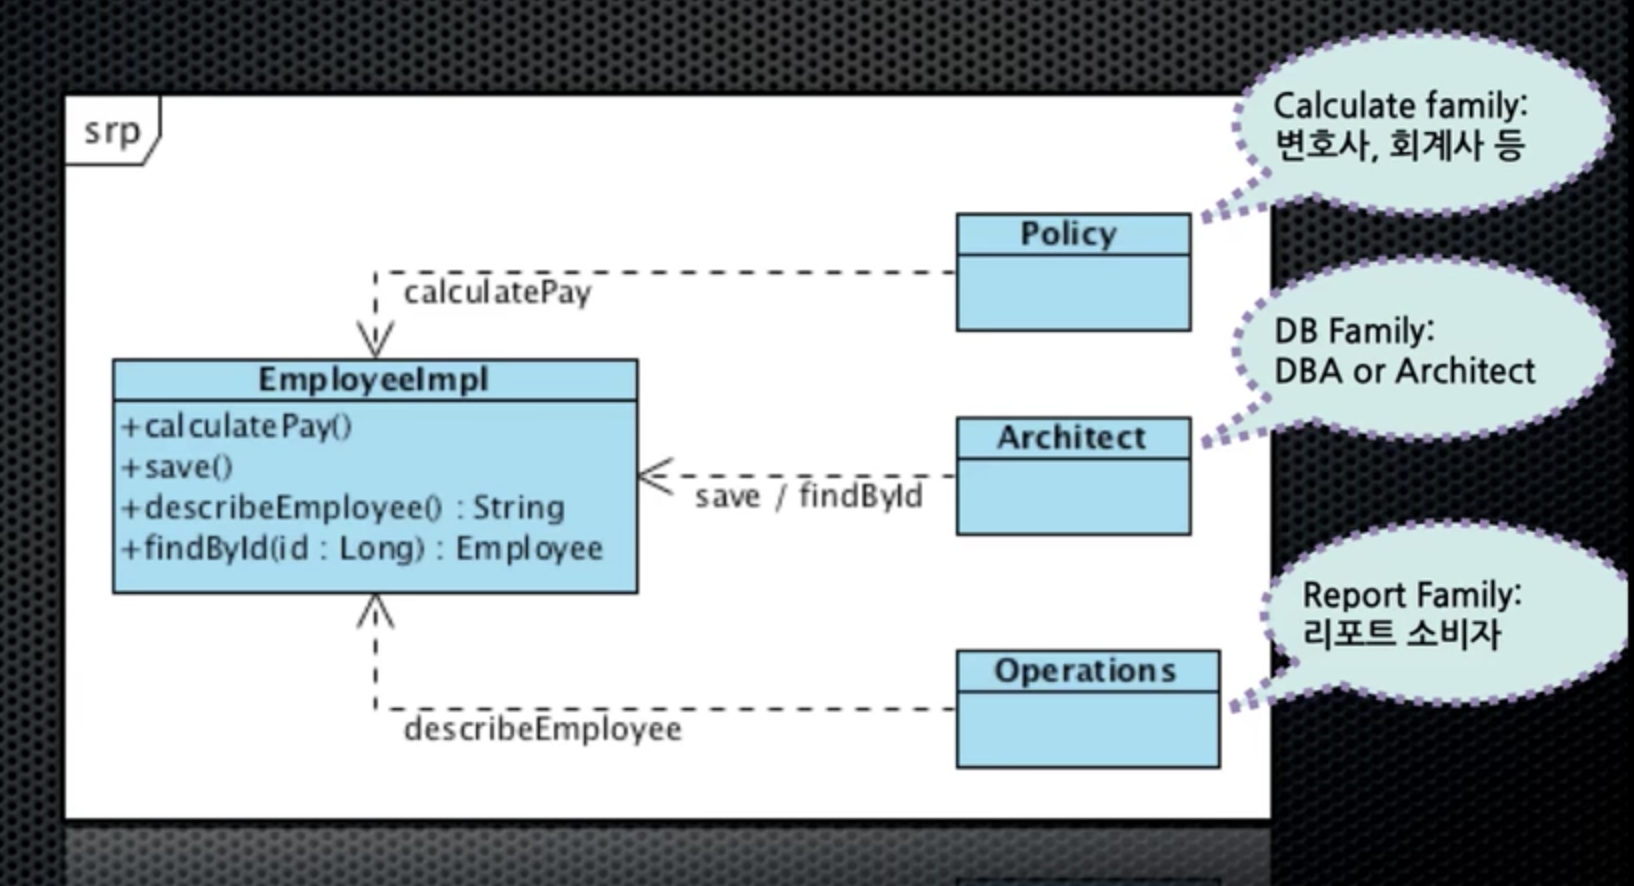 srp
Calculate family:
변호사, 회계사 등
Policy
calculatePay
DB Family:
DBA or Architect
EmployeeImpl
+calculatePay()
+save()
+describeEmployee() : String
+findById(id : Long) : Employee
Architect
save / findById
Report Family:
리포트 소비자
Operations
describeEmployee